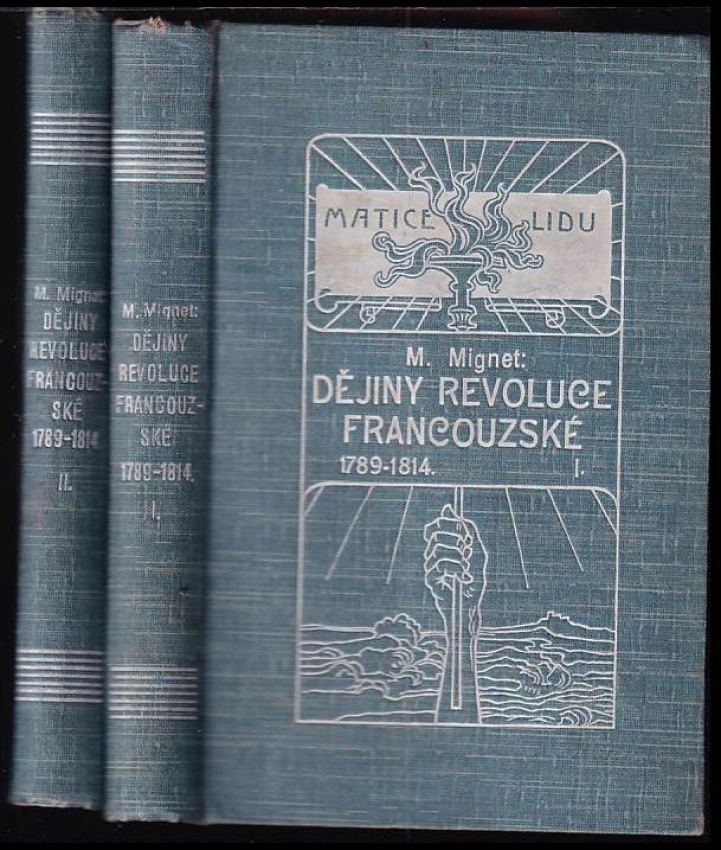 M. Mignet:
DĚJINY
REVOLUCE
FRANCOUZ-
SKÉ
1789-1814.
II.
M. Mignet:
DĚJINY
REVOLUCE
FRANCOUZ-
SKÉ
1789-1814.
I.
MATICE LIDU
M. Mignet:
DĚJINY REVOLUCE
FRANCOUZSKÉ
1789-1814. I.